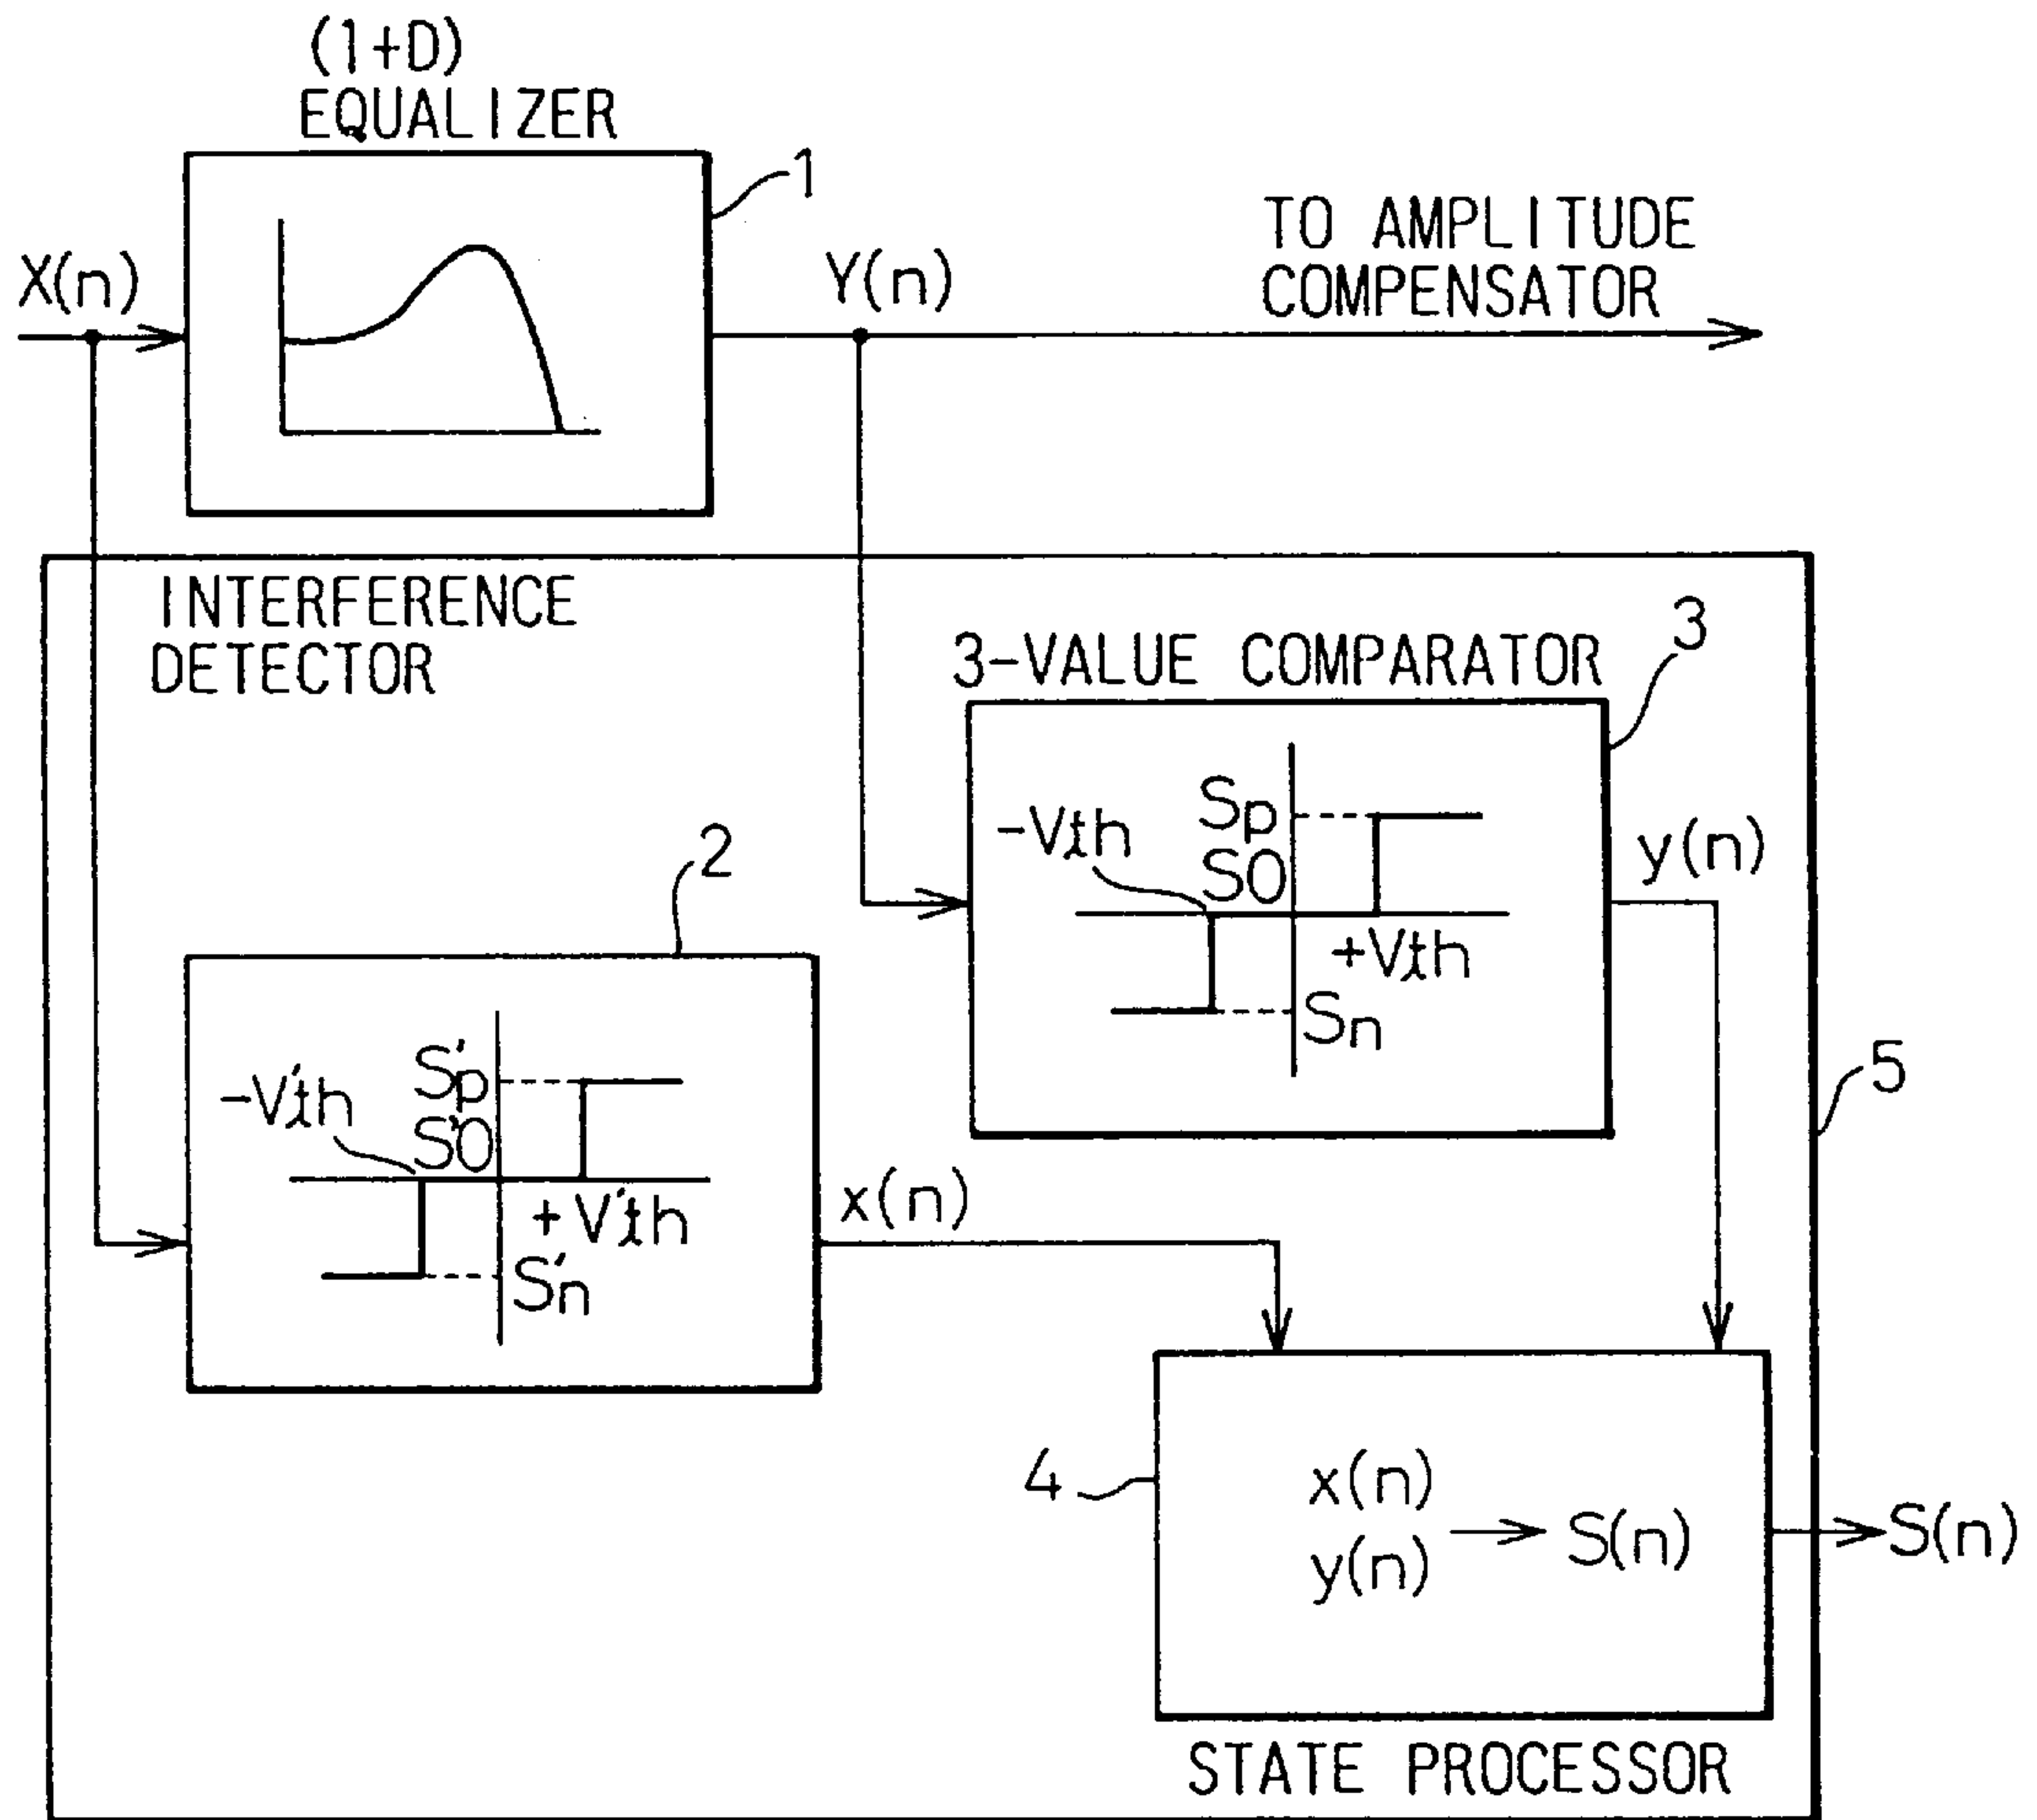 (1+D)
EQUALIZER
1
X(n)
Y(n)
TO AMPLITUDE
COMPENSATOR
INTERFERENCE
DETECTOR
3-VALUE COMPARATOR
3
-Vth
Sp
S0
+Vth
Sn
y(n)
2
-V'th
S'p
S'0
+V'th
S'n
x(n)
5
4
x(n)
y(n)
S(n)
S(n)
STATE PROCESSOR